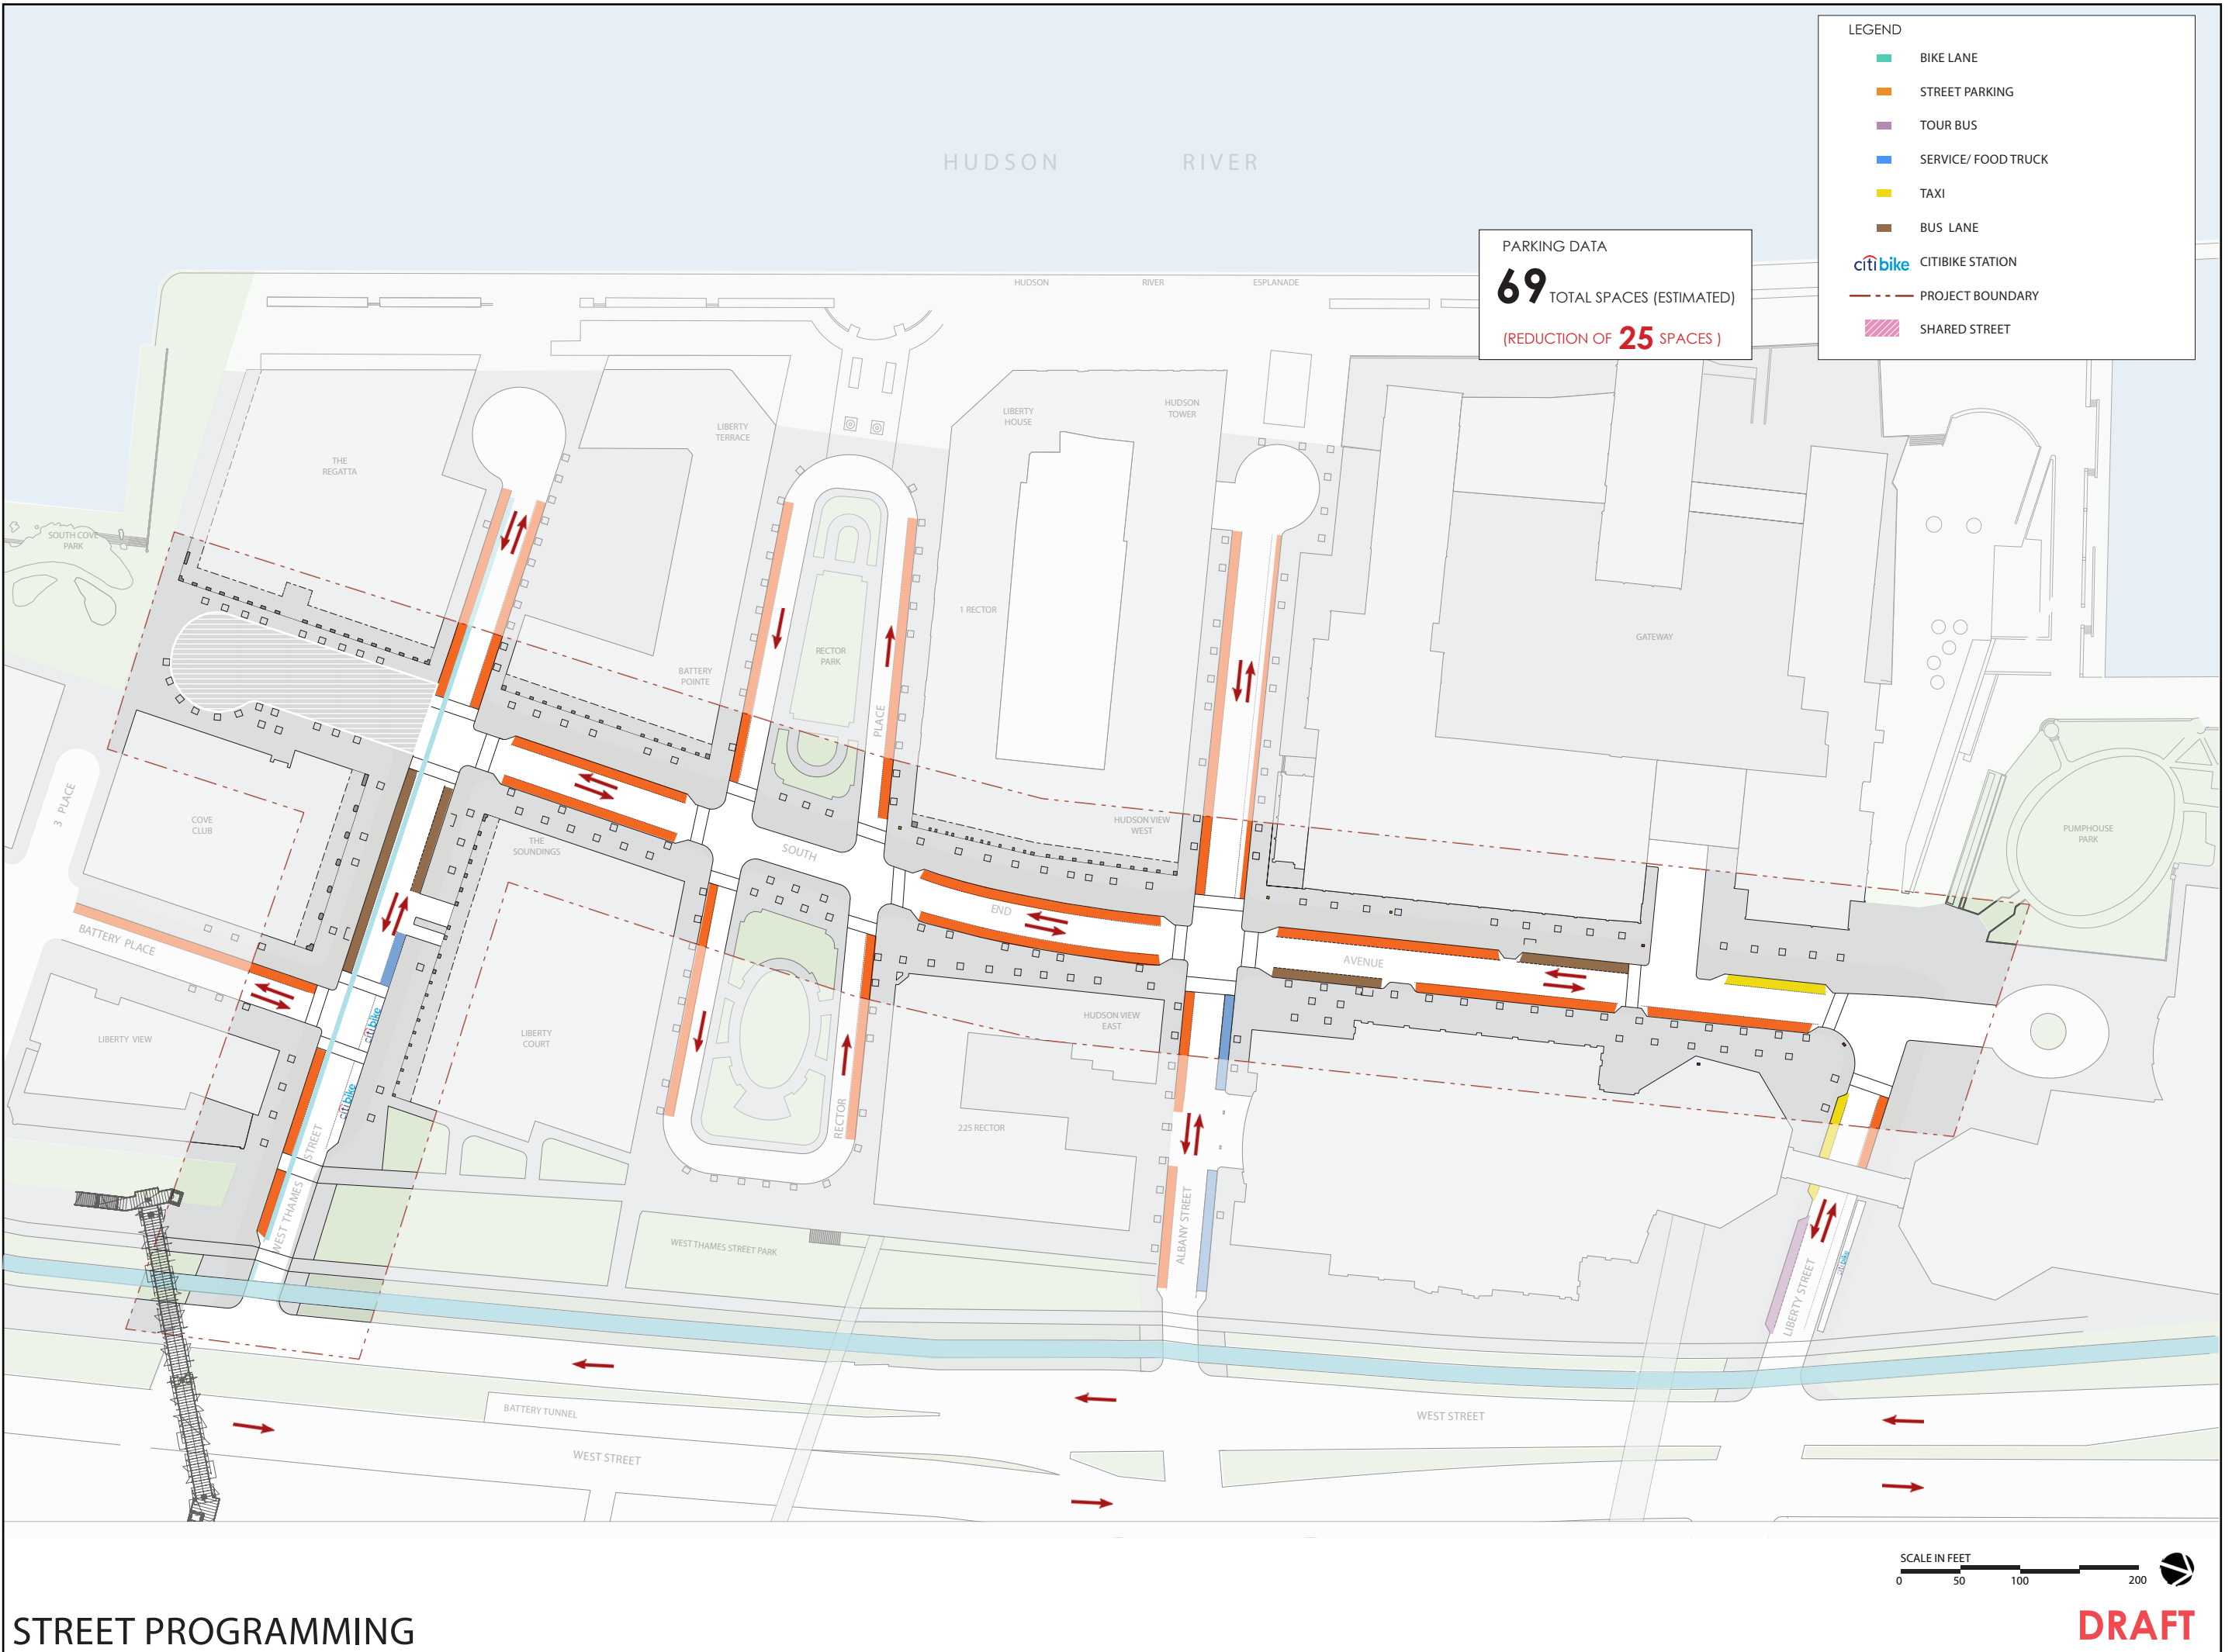 LEGEND
BIKE LANE
STREET PARKING
TOUR BUS
SERVICE/ FOOD TRUCK
TAXI
BUS LANE
citibike CITIBIKE STATION
PROJECT BOUNDARY
SHARED STREET
HUDSON RIVER
PARKING DATA
69 TOTAL SPACES (ESTIMATED)
(REDUCTION OF 25 SPACES )
HUDSON RIVER ESPLANADE
THE
REGATTA
LIBERTY
TERRACE
LIBERTY
HOUSE
HUDSON
TOWER
SOUTH COVE
PARK
1 RECTOR
GATEWAY
RECTOR
PARK
BATTERY
POINTE
PLACE
3 PLACE
COVE
CLUB
THE
SOUNDINGS
SOUTH
HUDSON VIEW
WEST
PUMPHOUSE
PARK
END
AVENUE
BATTERY PLACE
LIBERTY VIEW
citibike
LIBERTY
COURT
HUDSON VIEW
EAST
citibike
RECTOR
225 RECTOR
WEST THAMES STREET
WEST THAMES STREET PARK
ALBANY STREET
LIBERTY STREET
citibike
BATTERY TUNNEL
WEST STREET
WEST STREET
SCALE IN FEET
0 50 100 200
STREET PROGRAMMING
DRAFT